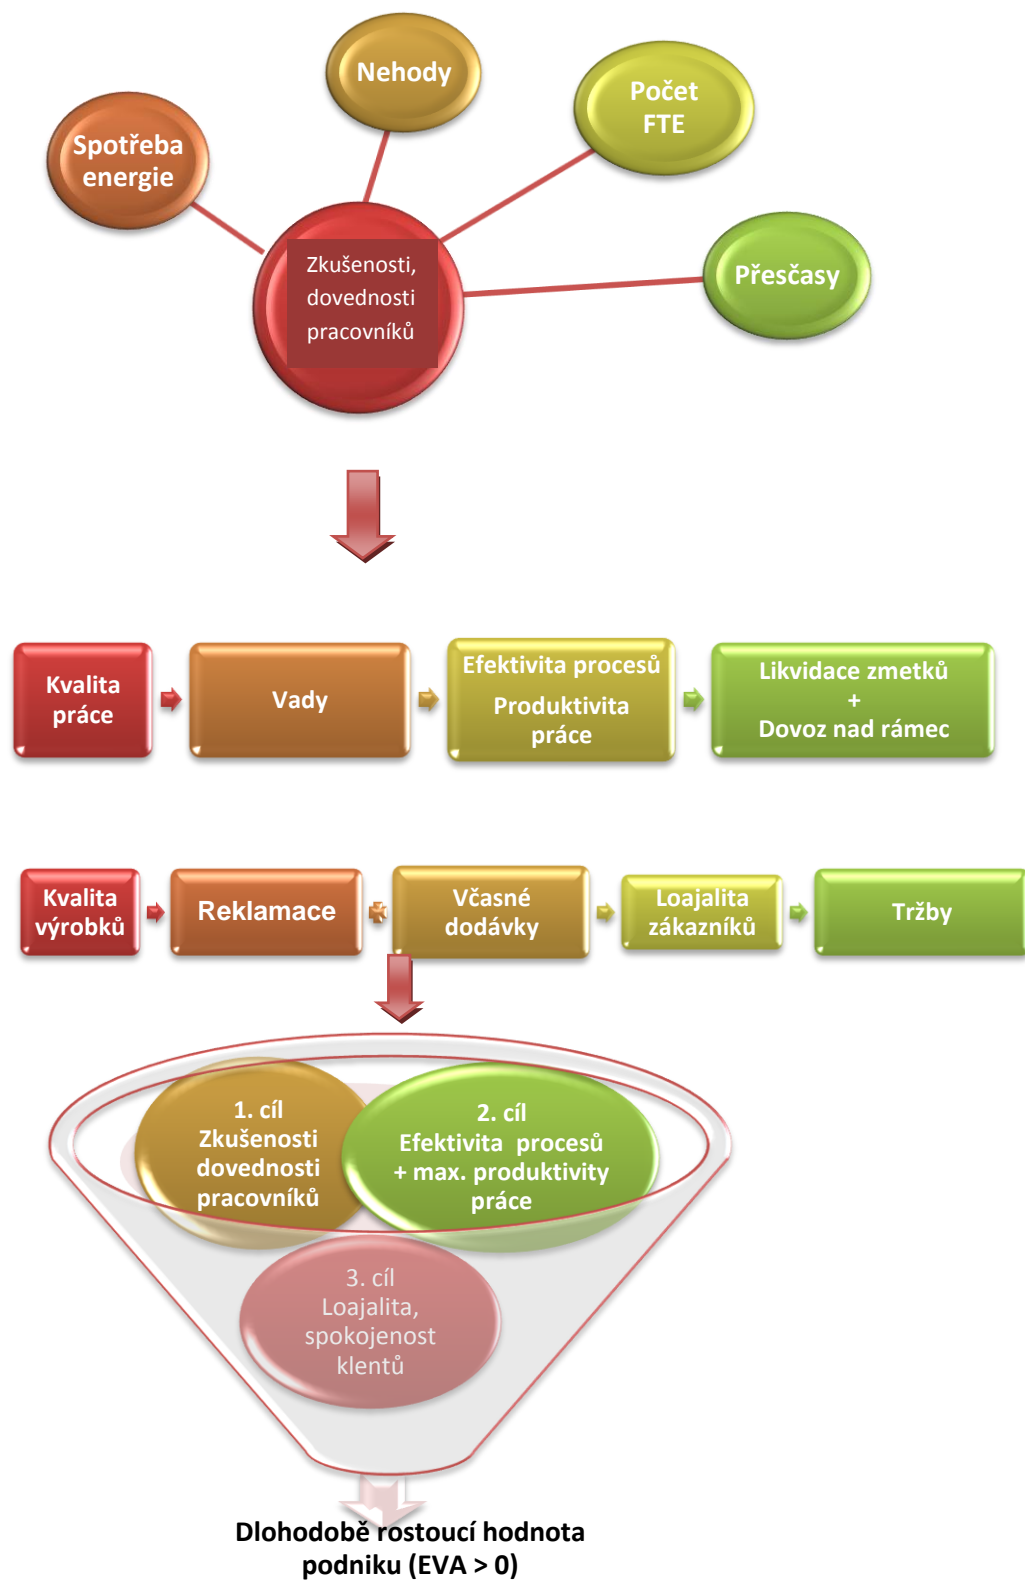 Nehody
Počet
FTE
Spotřeba
energie
Přesčasy
Zkušenosti,
dovednosti
pracovníků
Kvalita
práce
Vady
Efektivita procesů
Produktivita
práce
Likvidace zmetků
+
Dovoz nad rámec
Kvalita
výrobků
Reklamace
Včasné
dodávky
Loajalita
zákazníků
Tržby
1. cíl
Zkušenosti
dovednosti
pracovníků
2. cíl
Efektivita procesů
+ max. produktivity
práce
3. cíl
Loajalita,
spokojenost
klentů
Dlohodobě rostoucí hodnota
podniku (EVA > 0)